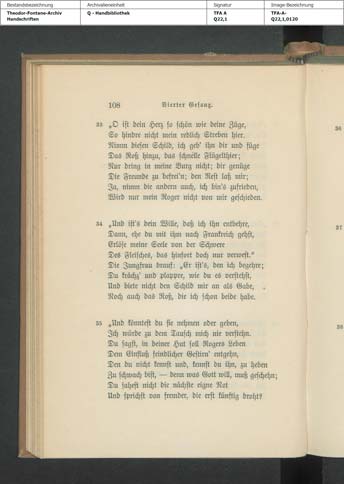 Bestandsbezeichnung Archivalieneinheit Signatur Image-Bezeichnung
Theodor-Fontane-Archiv Q - Handbibliothek TFA A TFA-A-
Handschriften Q22,1 Q22,1,0120
108 Vierter Gesang.
33 „O ist dein Herz so schön wie deine Züge,
So hindre nicht mein redlich Streben hier.
Nimm diesen Schild, ich geb' ihn dir und füge
Das Roß hinzu, das schnelle Flügelthier;
Nur dring in meine Burg nicht; dir genüge
Die Freunde zu befrei'n; den Rest laß mir;
Ja, nimm die andern auch, ich bin's zufrieden,
Wird nur mein Roger nicht von mir geschieden.
34 „Und ist's dein Wille, daß ich ihn entbehre,
Dann, ehe du mit ihm nach Frankreich gehst,
Erlöse meine Seele von der Schwere
Des Fleisches, das hinfort doch nur verwest.“
Die Jungfrau drauf: „Er ist's, den ich begehre;
Du krächz' und plappre, wie du es verstehst,
Und biete nicht den Schild mir an als Gabe,
Noch auch das Roß, die ich schon beide habe.
35 „Und könntest du sie nehmen oder geben,
Ich würde zu dem Tausch mich nie verstehn.
Du sagst, in deiner Hut soll Rogers Leben
Dem Einfluß feindlicher Gestirn' entgehn,
Den du nicht kennst und, kennst du ihn, zu heben
Zu schwach bist, — denn was Gott will, muß geschehn;
Du sahest nicht die nächste eigne Not
Und sprichst von fremder, die erst künftig droht?
36
37
38